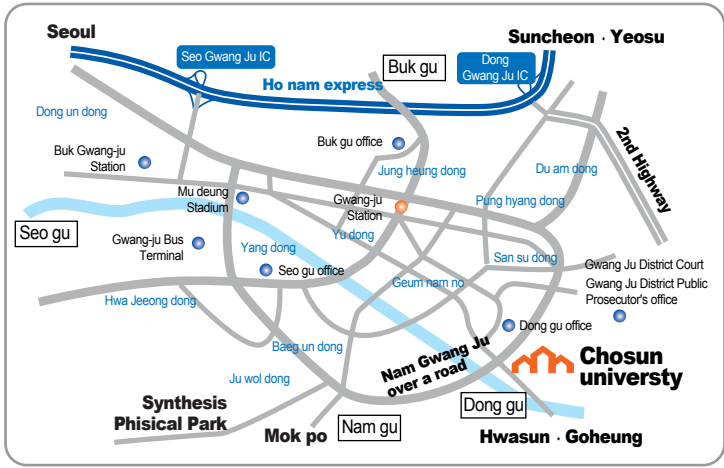 Seoul
Suncheon · Yeosu
Seo Gwang Ju IC
Buk gu
Dong
Gwang Ju IC
Ho nam express
Dong un dong
Buk gu office
2nd Highway
Buk Gwang-ju
Station
Jung heung dong
Du am dong
Mu deung
Stadium
Gwang-ju
Station
Pung hyang dong
Seo gu
Gwang-ju Bus
Terminal
Yang dong
Yu dong
San su dong
Seo gu office
Gwang Ju District Court
Gwang Ju District Public
Prosecutor's office
Geum nam no
Hwa Jeeong dong
Dong gu office
Baeg un dong
Nam Gwang Ju
over a road
Chosun
universty
Ju wol dong
Synthesis
Phisical Park
Dong gu
Nam gu
Mok po
Hwasun · Goheung